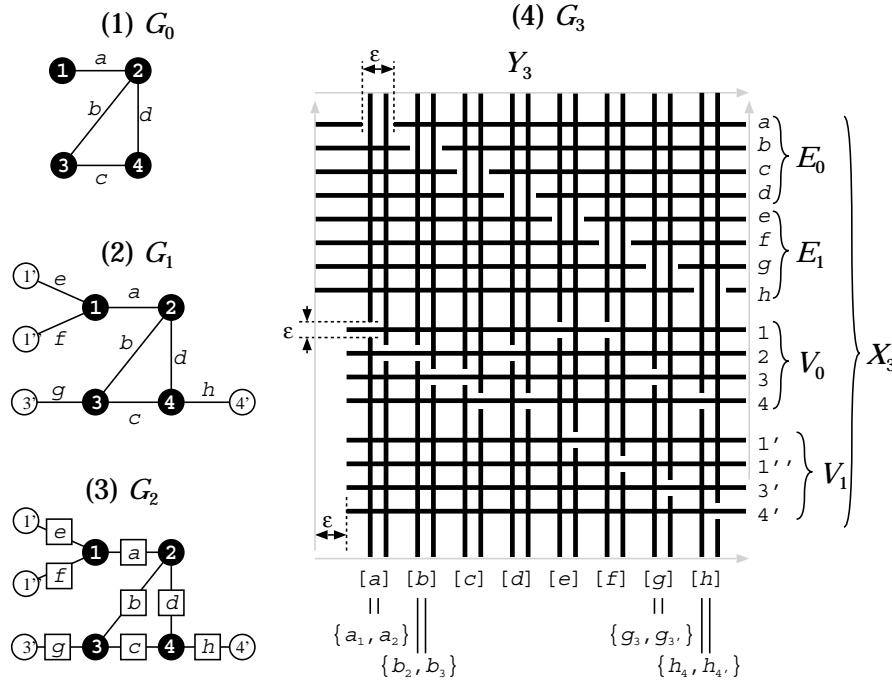 (1) G0
1 a 2
b d
3 c 4
(2) G1
1' e
1 a 2
1'' f
b d
3' g 3 c 4 h 4'
(3) G2
1' e
1 a 2
1'' f
b d
3' g 3 c 4 h 4'
(4) G3
ε Y3
a
b
c
d
E0
e
f
g
h
E1
ε
1
2
3
4
V0
X3
1'
1''
3'
4'
V1
ε
[a] [b] [c] [d] [e] [f] [g] [h]
{a1, a2} {g3, g3'}
{b2, b3} {h4, h4'}